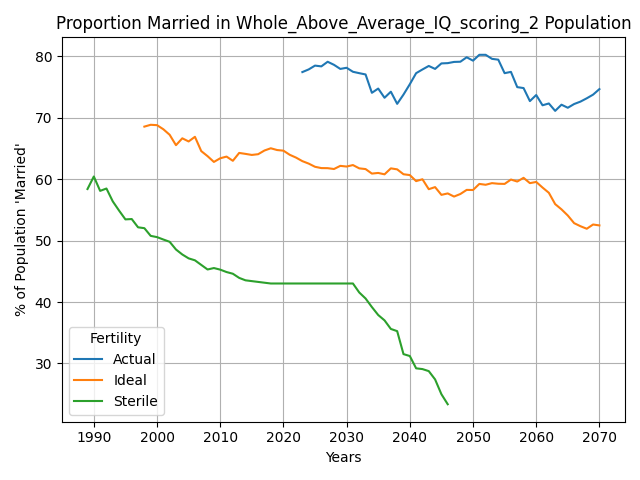 Proportion Married in Whole_Above_Average_IQ_scoring_2 Population
% of Population 'Married'
80
70
60
50
40
30
Fertility
Actual
Ideal
Sterile
1990 2000 2010 2020 2030 2040 2050 2060 2070
Years